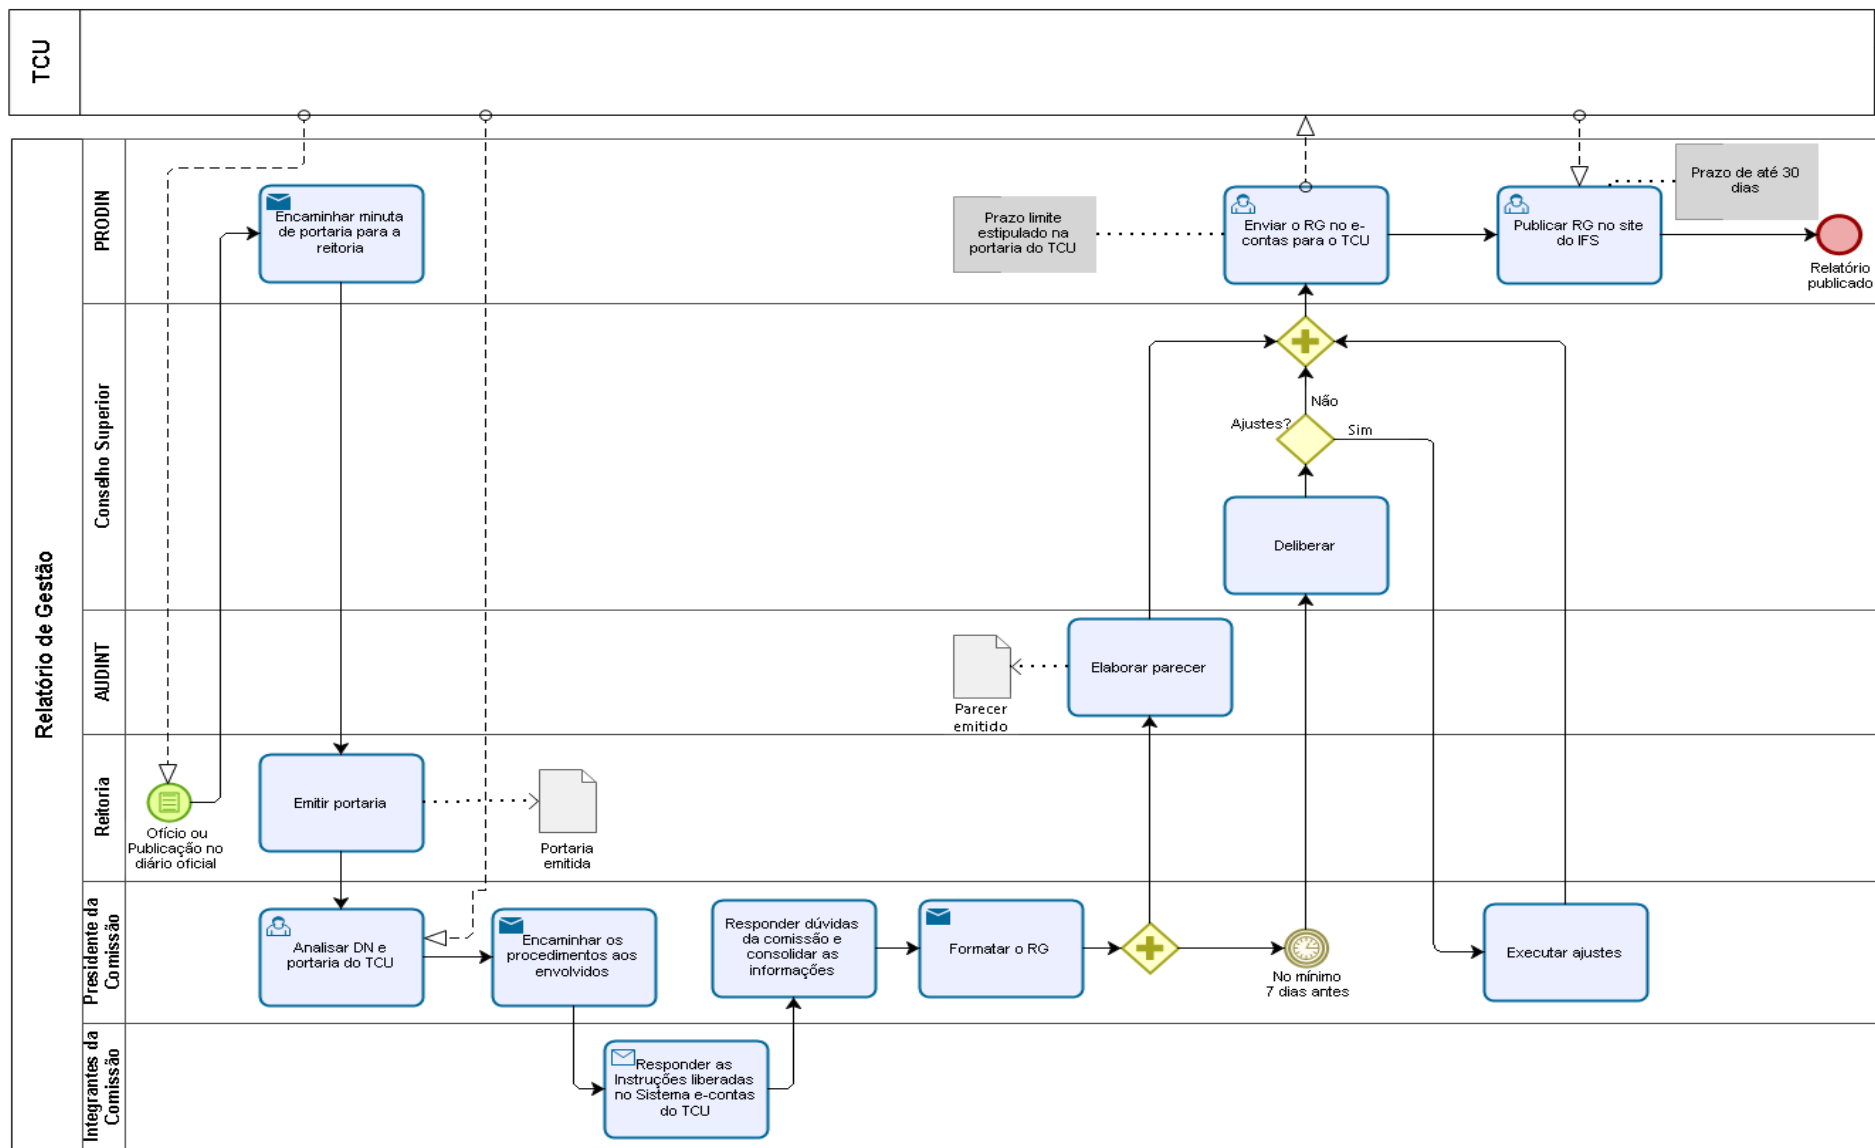 TCU
Relatório de Gestão
PRODIN
Encaminhar minuta
de portaria para a
reitoria
Prazo limite
estipulado na
portaria do TCU
Enviar o RG no e-
contas para o TCU
Publicar RG no site
do IFS
Prazo de até 30
dias
Relatório
publicado
Conselho Superior
Não
Ajustes?
Sim
Deliberar
AUDINT
Elaborar parecer
Parecer
emitido
Reitoria
Ofício ou
Publicação no
diário oficial
Emitir portaria
Portaria
emitida
Presidente da
Comissão
Analisar DN e
portaria do TCU
Encaminhar os
procedimentos aos
envolvidos
Responder dúvidas
da comissão e
consolidar as
informações
Formatar o RG
No mínimo
7 dias antes
Executar ajustes
Integrantes da
Comissão
Responder as
Instruções liberadas
no Sistema e-contas
do TCU